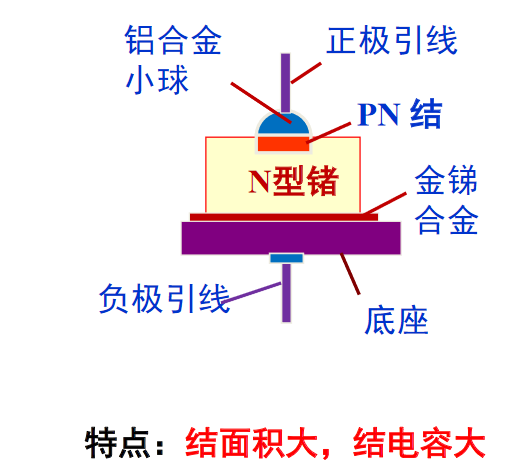 铝合金
小球
正极引线
PN 结
N型锗
金锑
合金
负极引线
底座
特点：结面积大，结电容大